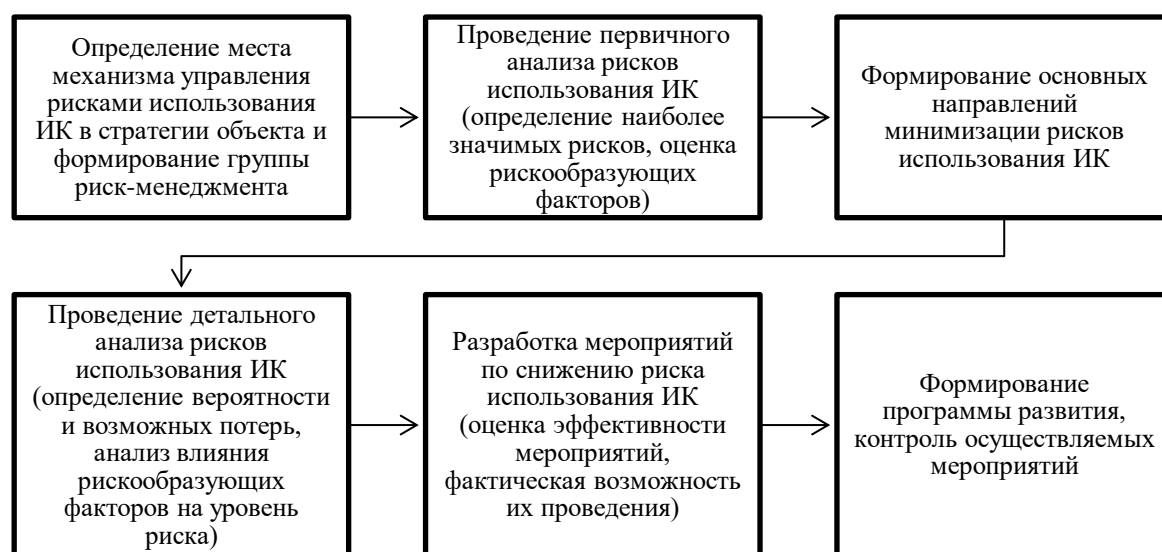 Определение места
механизма управления
рисками использования
ИК в стратегии объекта и
формирование группы
риск-менеджмента
Проведение первичного
анализа рисков
использования ИК
(определение наиболее
значимых рисков, оценка
рискообразующих
факторов)
Формирование основных
направлений
минимизации рисков
использования ИК
Проведение детального
анализа рисков
использования ИК
(определение вероятности
и возможных потерь,
анализ влияния
рискообразующих
факторов на уровень
риска)
Разработка мероприятий
по снижению риска
использования ИК
(оценка эффективности
мероприятий,
фактическая возможность
их проведения)
Формирование
программы развития,
контроль осуществляемых
мероприятий